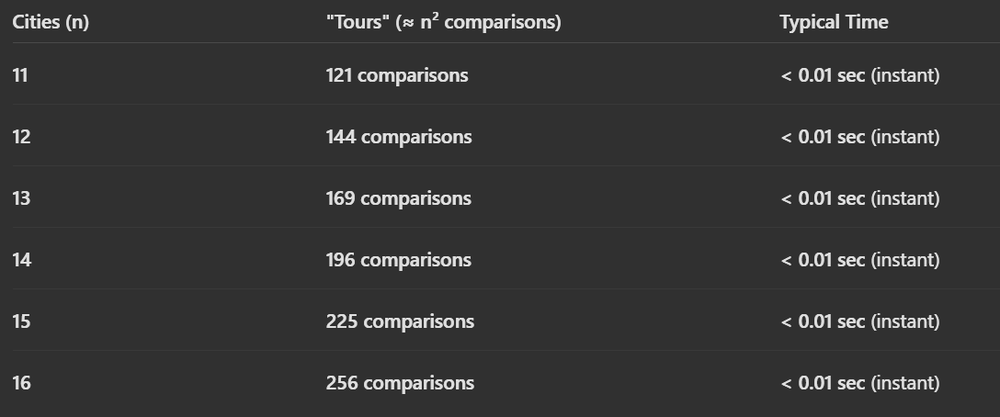 Cities (n) "Tours" (≈ n² comparisons) Typical Time
11 121 comparisons < 0.01 sec (instant)
12 144 comparisons < 0.01 sec (instant)
13 169 comparisons < 0.01 sec (instant)
14 196 comparisons < 0.01 sec (instant)
15 225 comparisons < 0.01 sec (instant)
16 256 comparisons < 0.01 sec (instant)